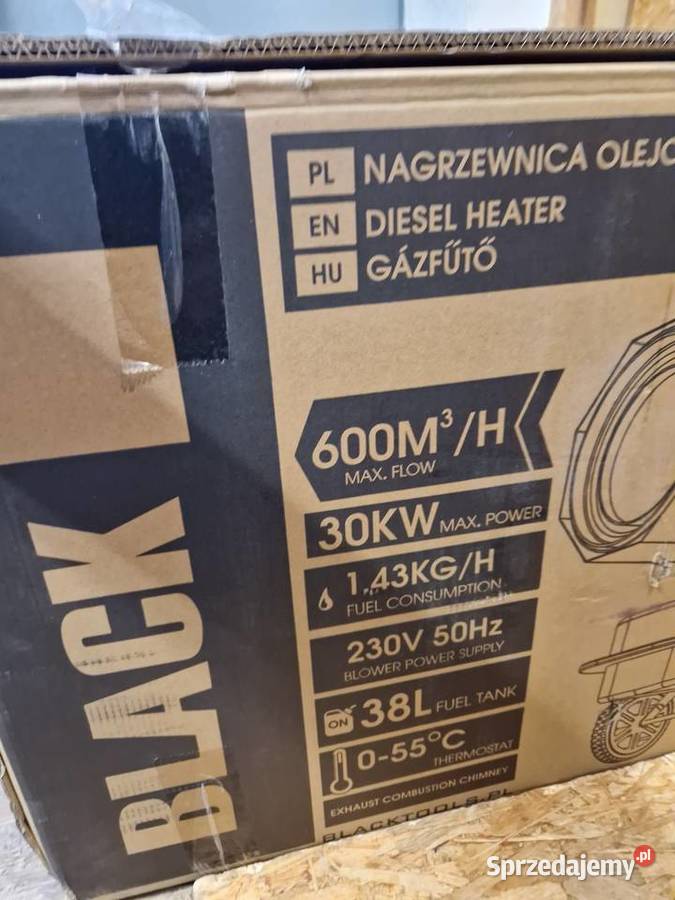 PL NAGRZEWNICA OLEJO
EN DIESEL HEATER
HU GÁZFŰTŐ
600M³/H
MAX. FLOW
30KW MAX. POWER
1,43KG/H
FUEL CONSUMPTION
230V 50Hz
BLOWER POWER SUPPLY
ON 38L FUEL TANK
0-55°C
THERMOSTAT
EXHAUST COMBUSTION CHIMNEY
BLACKTOOLS.PL
BLACK
Sprzedajemy.pl